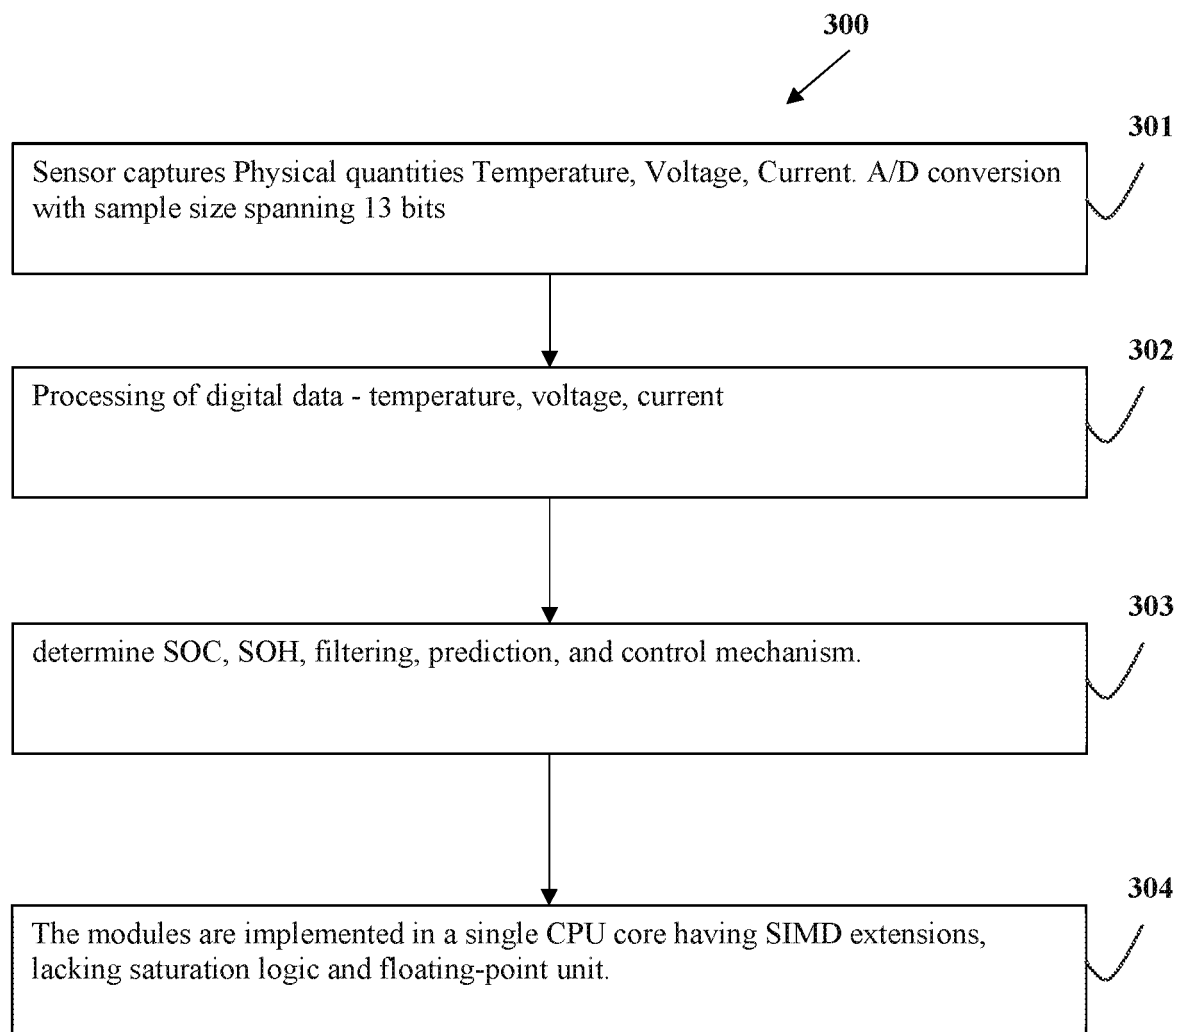 300
301
Sensor captures Physical quantities Temperature, Voltage, Current. A/D conversion
with sample size spanning 13 bits
302
Processing of digital data - temperature, voltage, current
303
determine SOC, SOH, filtering, prediction, and control mechanism.
304
The modules are implemented in a single CPU core having SIMD extensions,
lacking saturation logic and floating-point unit.